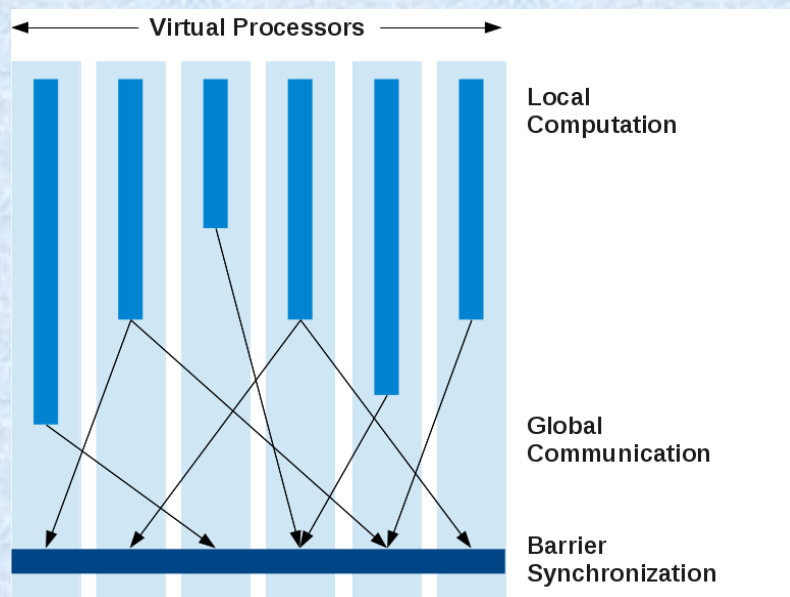 Virtual Processors
Local
Computation
Global
Communication
Barrier
Synchronization